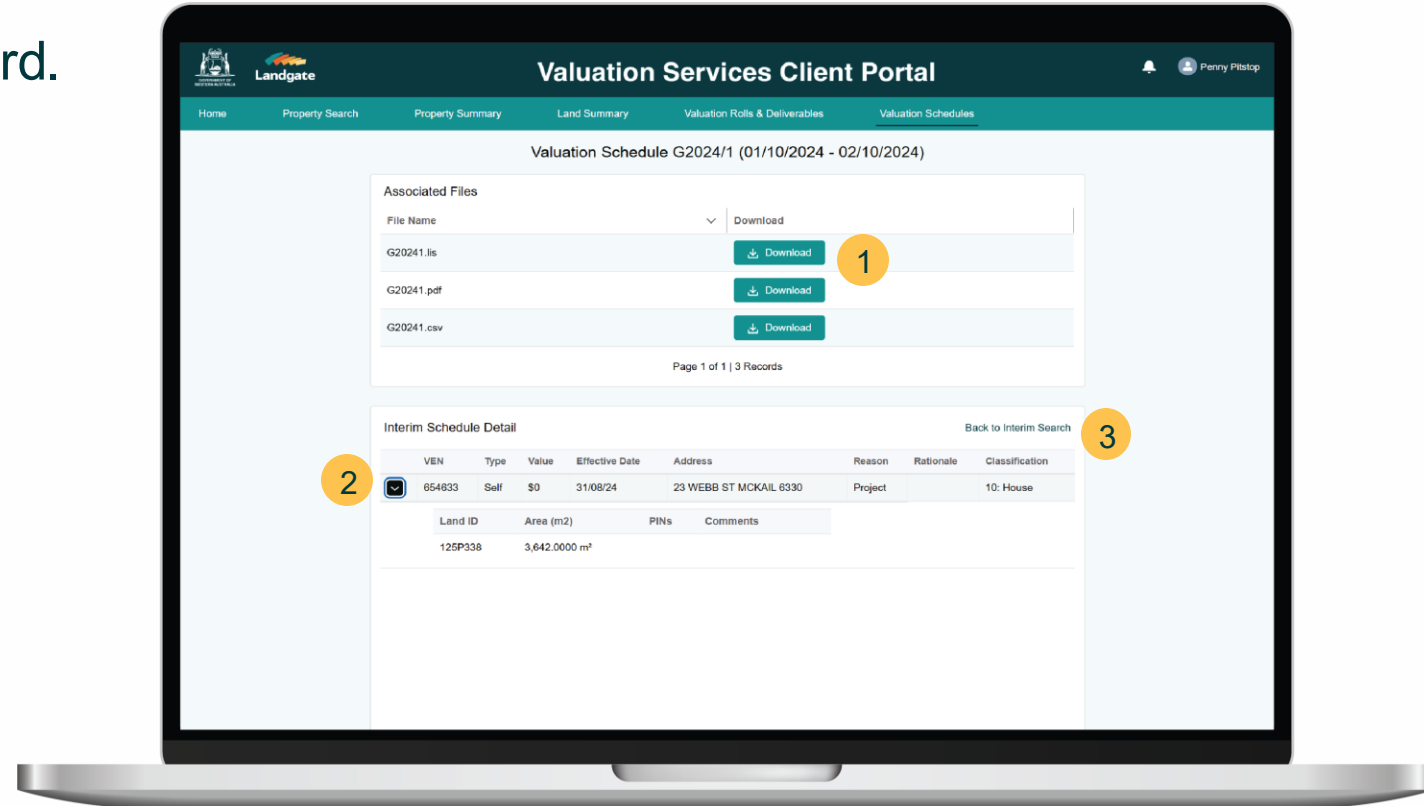 rd.
GOVERNMENT OF
WESTERN AUSTRALIA
Landgate
Valuation Services Client Portal
Penny Pitstop
Home Property Search Property Summary Land Summary Valuation Rolls & Deliverables Valuation Schedules
Valuation Schedule G2024/1 (01/10/2024 - 02/10/2024)
Associated Files
File Name Download
G20241.lis Download 1
G20241.pdf Download
G20241.csv Download
Page 1 of 1 | 3 Records
Interim Schedule Detail Back to Interim Search 3
VEN Type Value Effective Date Address Reason Rationale Classification
2 654633 Self $0 31/08/24 23 WEBB ST MCKAIL 6330 Project 10: House
Land ID Area (m2) PINs Comments
125P338 3,642.0000 m²